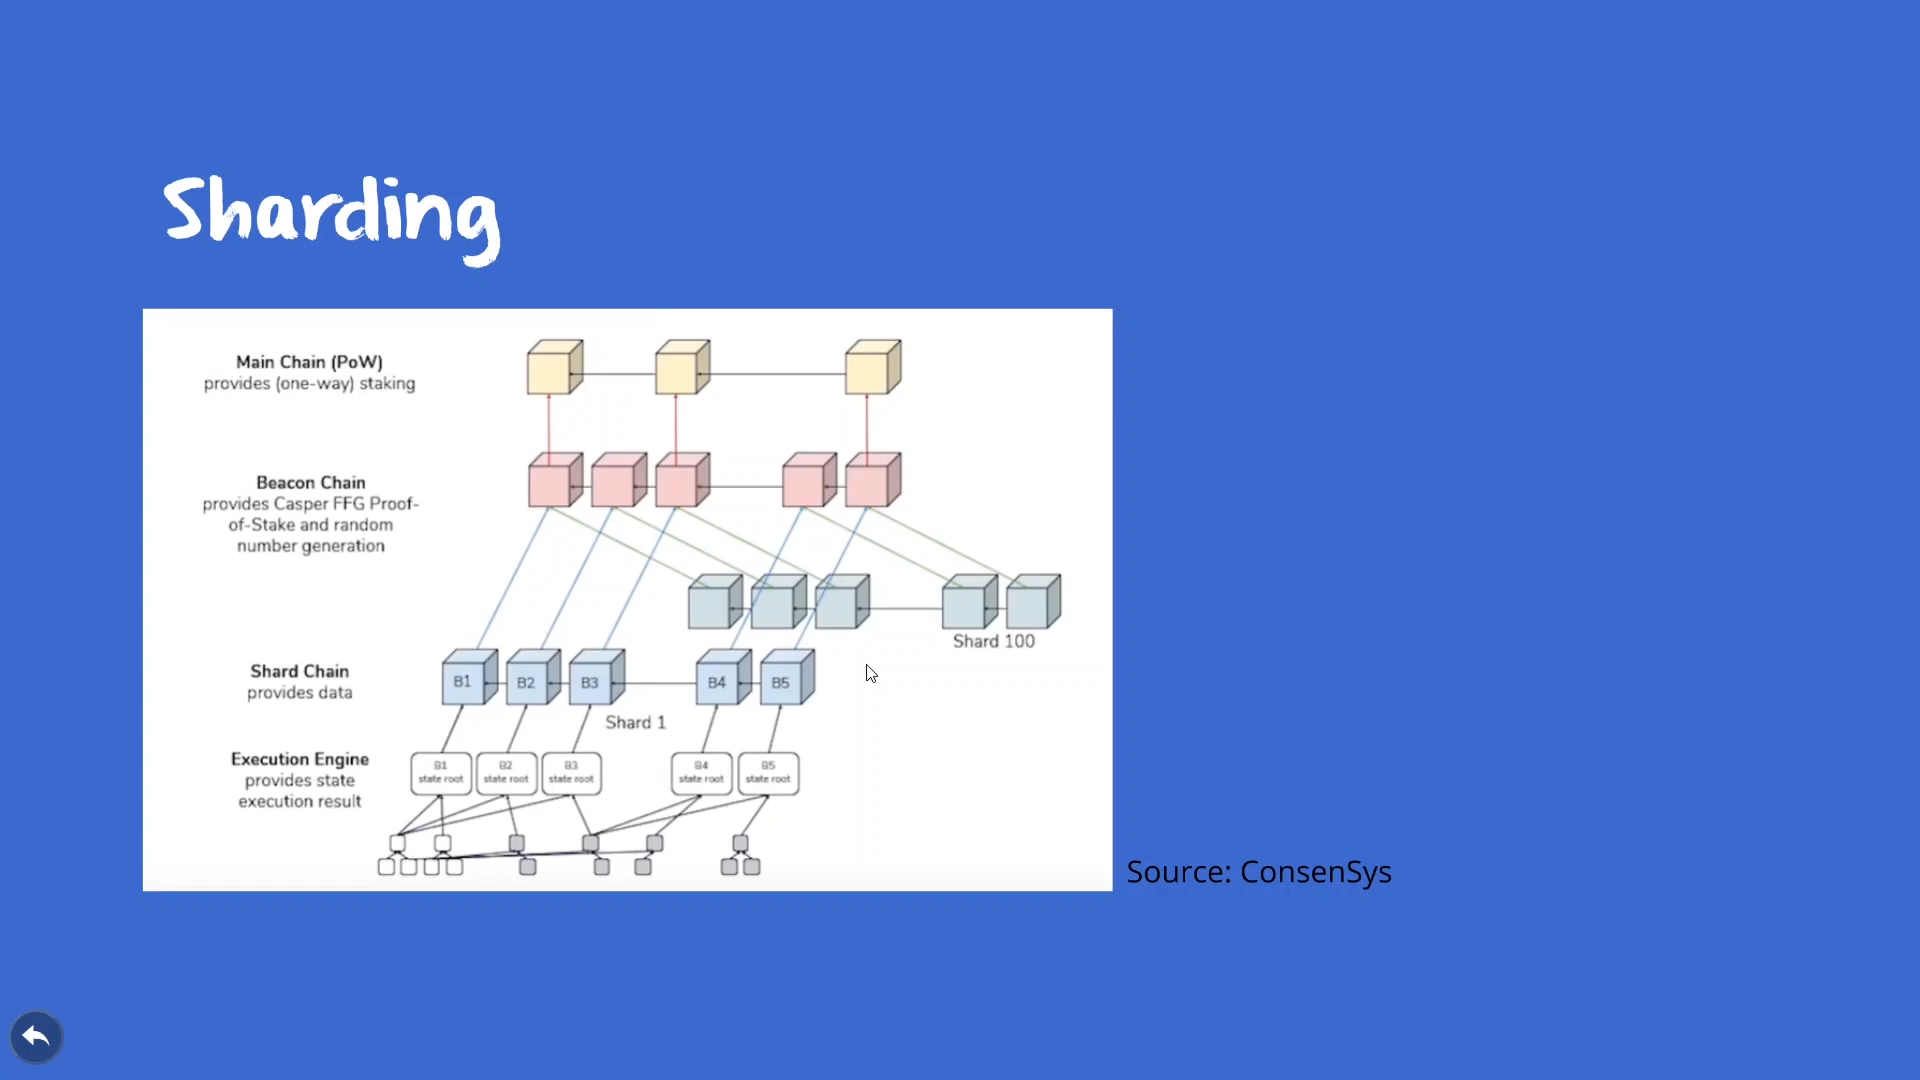 Sharding
Main Chain (PoW)
provides (one-way) staking
Beacon Chain
provides Casper FFG Proof-
of-Stake and random
number generation
Shard 100
Shard Chain
provides data
B1
B2
B3
B4
B5
Shard 1
Execution Engine
provides state
execution result
B1
state root
B2
state root
B3
state root
B4
state root
B5
state root
Source: ConsenSys